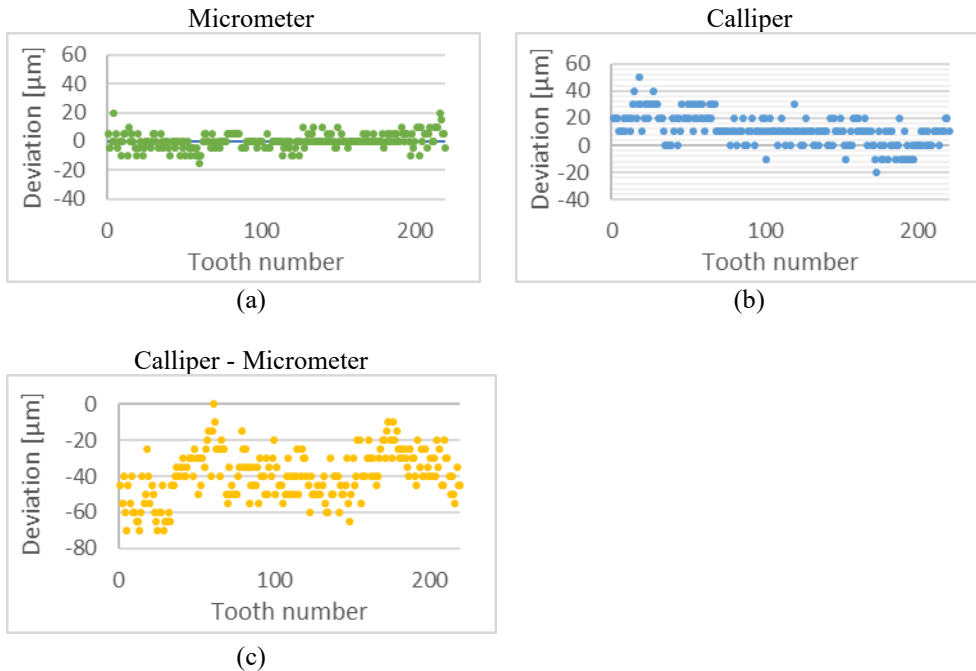 Micrometer
Deviation [µm]
60
40
20
0
-20
-40
0
100
200
Tooth number
(a)
Calliper
Deviation [µm]
60
40
20
0
-20
-40
0
100
200
Tooth number
(b)
Calliper - Micrometer
Deviation [µm]
0
-20
-40
-60
-80
0
100
200
Tooth number
(c)